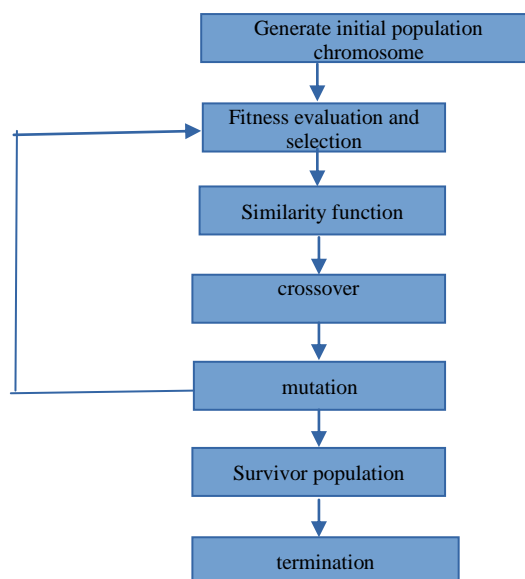 Generate initial population
chromosome
Fitness evaluation and
selection
Similarity function
crossover
mutation
Survivor population
termination